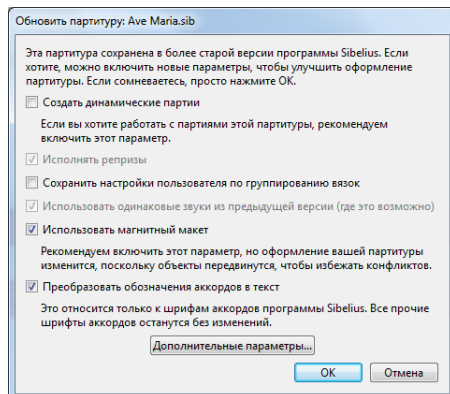 Обновить партитуру: Ave Maria.sib
Эта партитура сохранена в более старой версии программы Sibelius. Если
хотите, можно включить новые параметры, чтобы улучшить оформление
партитуры. Если сомневаетесь, просто нажмите ОК.
Создать динамические партии
Если вы хотите работать с партиями этой партитуры, рекомендуем
включить этот параметр.
Исполнять репризы
Сохранить настройки пользователя по группированию вязок
Использовать одинаковые звуки из предыдущей версии (где это возможно)
Использовать магнитный макет
Рекомендуем включить этот параметр, но оформление вашей партитуры
изменится, поскольку объекты передвинутся, чтобы избежать конфликтов.
Преобразовать обозначения аккордов в текст
Это относится только к шрифам аккордов программы Sibelius. Все прочие
шрифты аккордов останутся без изменений.
Дополнительные параметры...
ОК
Отмена